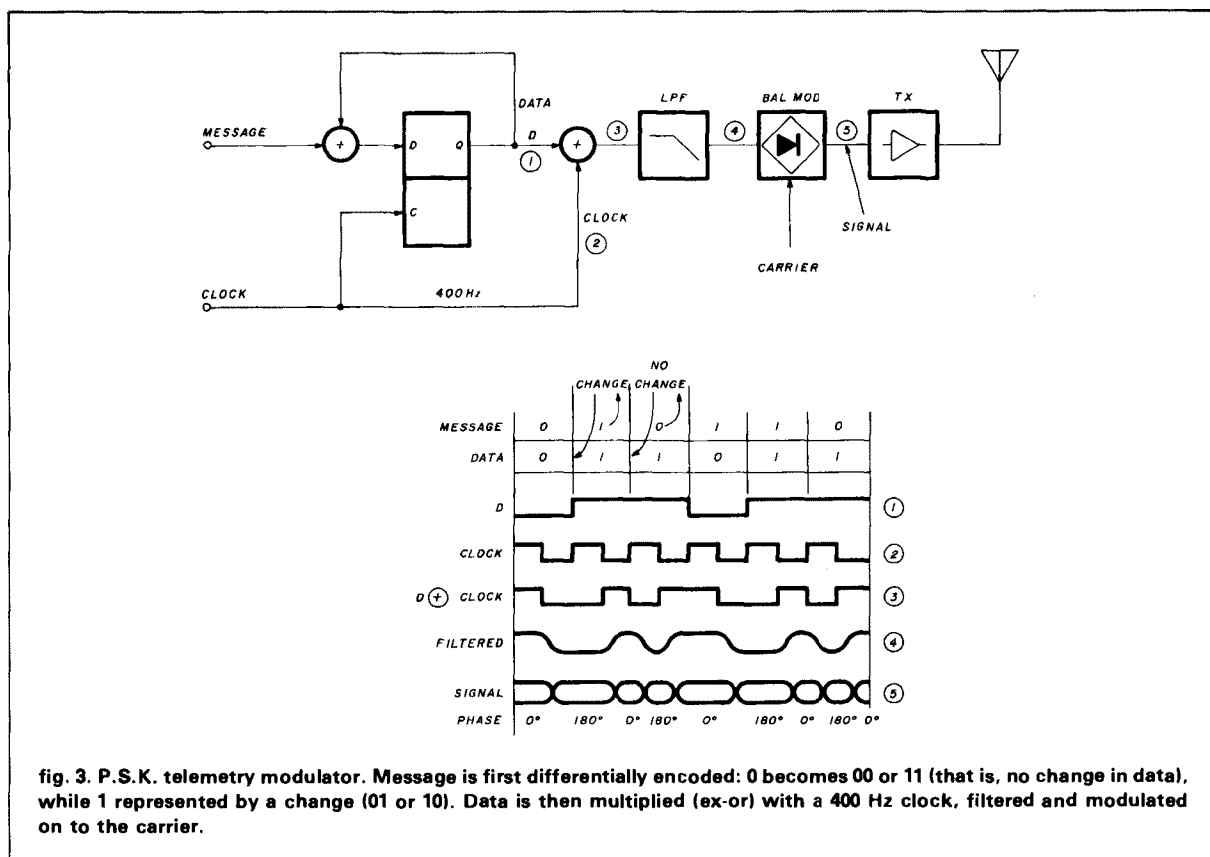 DATA
LPF
BAL MOD
TX
MESSAGE
+
D
Q
D
1
+
3
4
5
C
CLOCK
2
SIGNAL
CARRIER
CLOCK
400Hz
NO
CHANGE CHANGE
MESSAGE 0 1 0 1 1 0
DATA 0 1 1 0 1 1
D 1
CLOCK 2
D + CLOCK 3
FILTERED 4
SIGNAL 5
PHASE 0° 180° 0° 180° 0° 180° 0° 180° 0°
fig. 3. P.S.K. telemetry modulator. Message is first differentially encoded: 0 becomes 00 or 11 (that is, no change in data),
while 1 represented by a change (01 or 10). Data is then multiplied (ex-or) with a 400 Hz clock, filtered and modulated
on to the carrier.